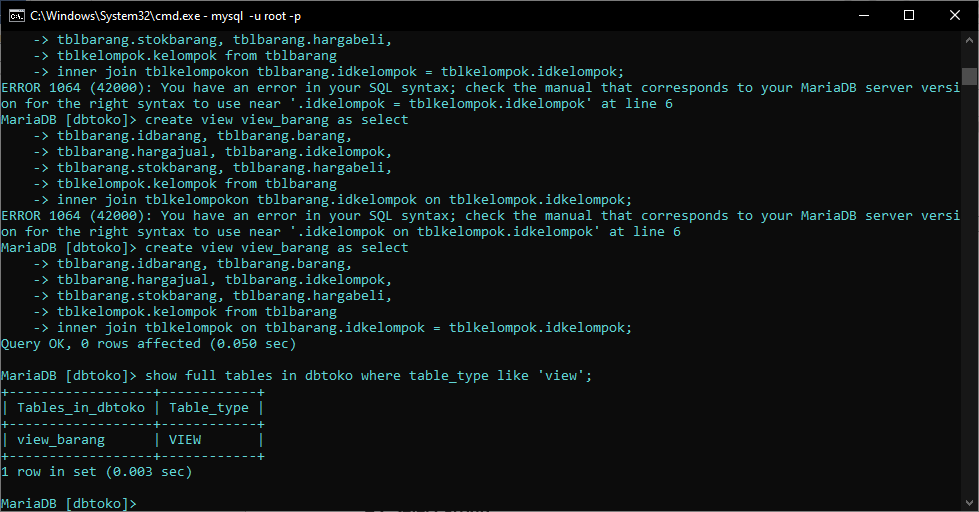 C:\Windows\System32\cmd.exe - mysql  -u root -p
    -> tblbarang.stokbarang, tblbarang.hargabeli,
    -> tblkelompok.kelompok from tblbarang
    -> inner join tblkelompokon tblbarang.idkelompok = tblkelompok.idkelompok;
ERROR 1064 (42000): You have an error in your SQL syntax; check the manual that corresponds to your MariaDB server versi
on for the right syntax to use near '.idkelompok = tblkelompok.idkelompok' at line 6
MariaDB [dbtoko]> create view view_barang as select
    -> tblbarang.idbarang, tblbarang.barang,
    -> tblbarang.hargajual, tblbarang.idkelompok,
    -> tblbarang.stokbarang, tblbarang.hargabeli,
    -> tblkelompok.kelompok from tblbarang
    -> inner join tblkelompokon tblbarang.idkelompok on tblkelompok.idkelompok;
ERROR 1064 (42000): You have an error in your SQL syntax; check the manual that corresponds to your MariaDB server versi
on for the right syntax to use near '.idkelompok on tblkelompok.idkelompok' at line 6
MariaDB [dbtoko]> create view view_barang as select
    -> tblbarang.idbarang, tblbarang.barang,
    -> tblbarang.hargajual, tblbarang.idkelompok,
    -> tblbarang.stokbarang, tblbarang.hargabeli,
    -> tblkelompok.kelompok from tblbarang
    -> inner join tblkelompok on tblbarang.idkelompok = tblkelompok.idkelompok;
Query OK, 0 rows affected (0.050 sec)

MariaDB [dbtoko]> show full tables in dbtoko where table_type like 'view';
+------------------+------------+
| Tables_in_dbtoko | Table_type |
+------------------+------------+
| view_barang      | VIEW       |
+------------------+------------+
1 row in set (0.003 sec)

MariaDB [dbtoko]>